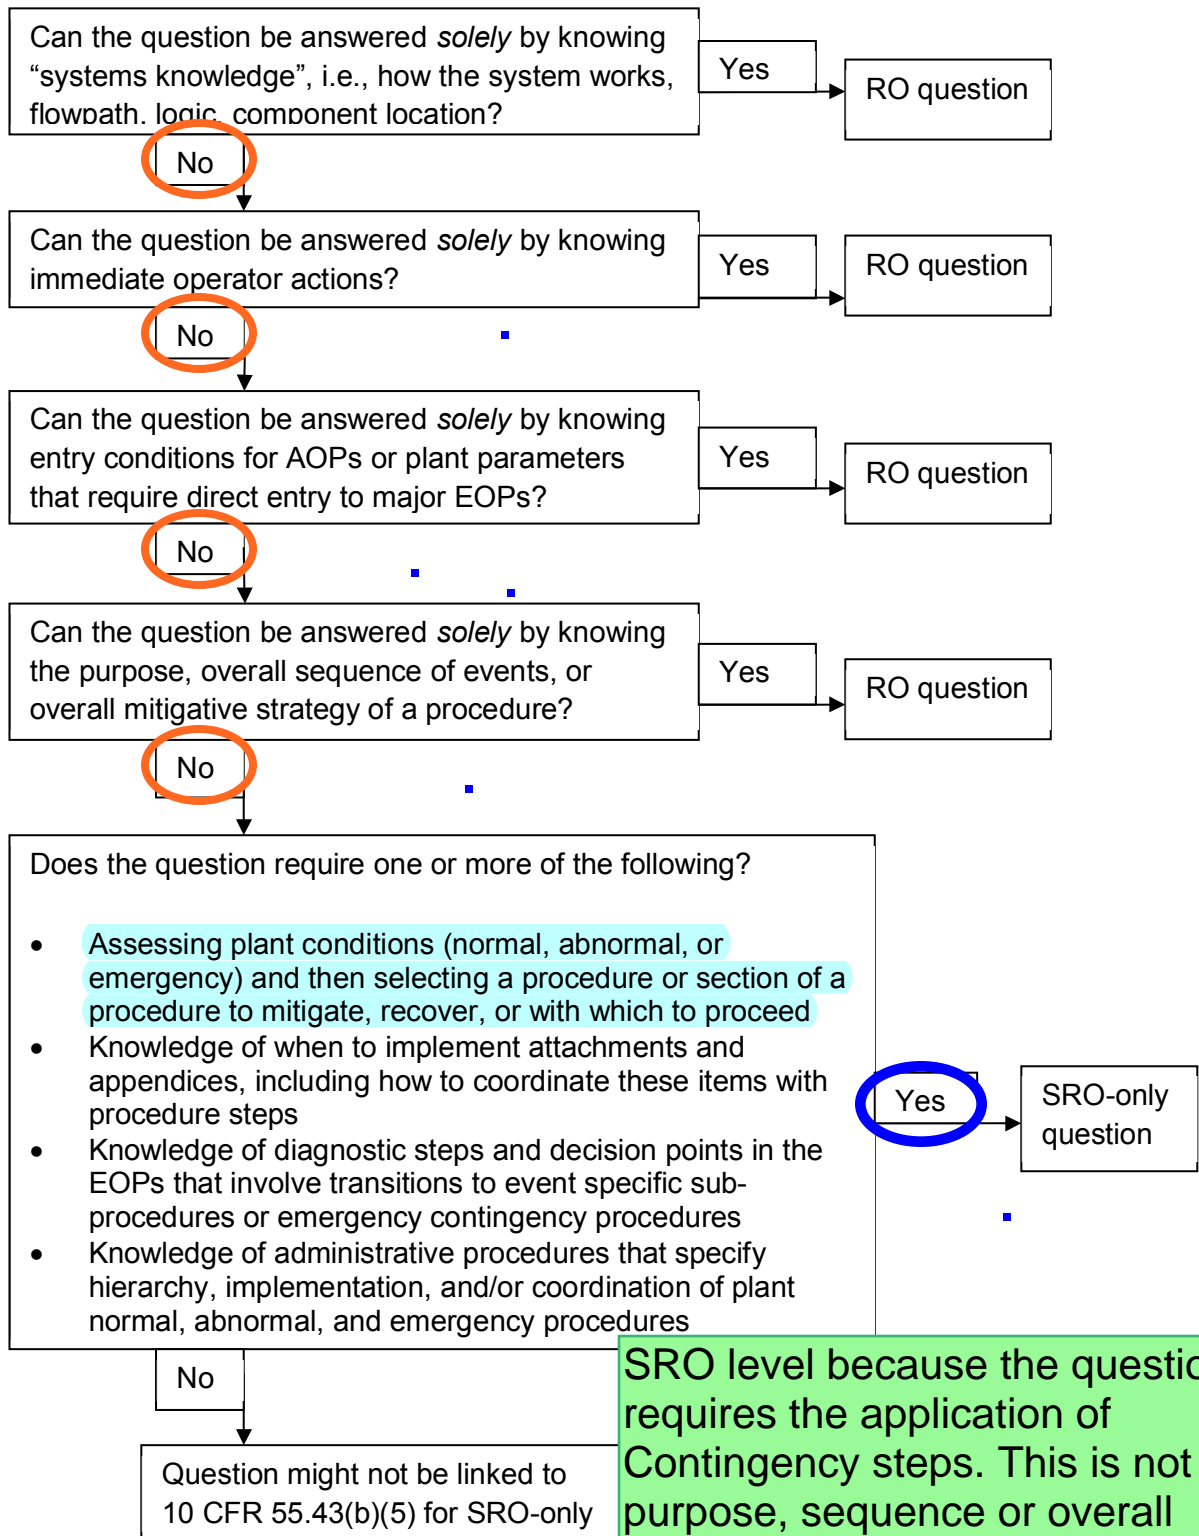 Can the question be answered solely by knowing
“systems knowledge”, i.e., how the system works,
flowpath, logic, component location?
Yes
RO question
No
Can the question be answered solely by knowing
immediate operator actions?
Yes
RO question
No
Can the question be answered solely by knowing
entry conditions for AOPs or plant parameters
that require direct entry to major EOPs?
Yes
RO question
No
Can the question be answered solely by knowing
the purpose, overall sequence of events, or
overall mitigative strategy of a procedure?
Yes
RO question
No
Does the question require one or more of the following?
• Assessing plant conditions (normal, abnormal, or
emergency) and then selecting a procedure or section of a
procedure to mitigate, recover, or with which to proceed
• Knowledge of when to implement attachments and
appendices, including how to coordinate these items with
procedure steps
• Knowledge of diagnostic steps and decision points in the
EOPs that involve transitions to event specific sub-
procedures or emergency contingency procedures
• Knowledge of administrative procedures that specify
hierarchy, implementation, and/or coordination of plant
normal, abnormal, and emergency procedures
Yes
SRO-only
question
No
Question might not be linked to
10 CFR 55.43(b)(5) for SRO-only
SRO level because the
requires the application of
Contingency steps. This is not
purpose, sequence or overall